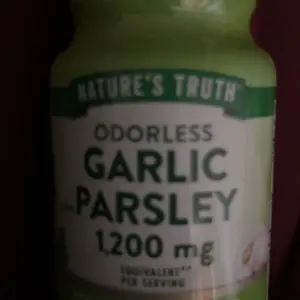 NATURE'S TRUTH
ODORLESS
GARLIC
PARSLEY
1,200 mg
EQUIVALENT**
PER SERVING